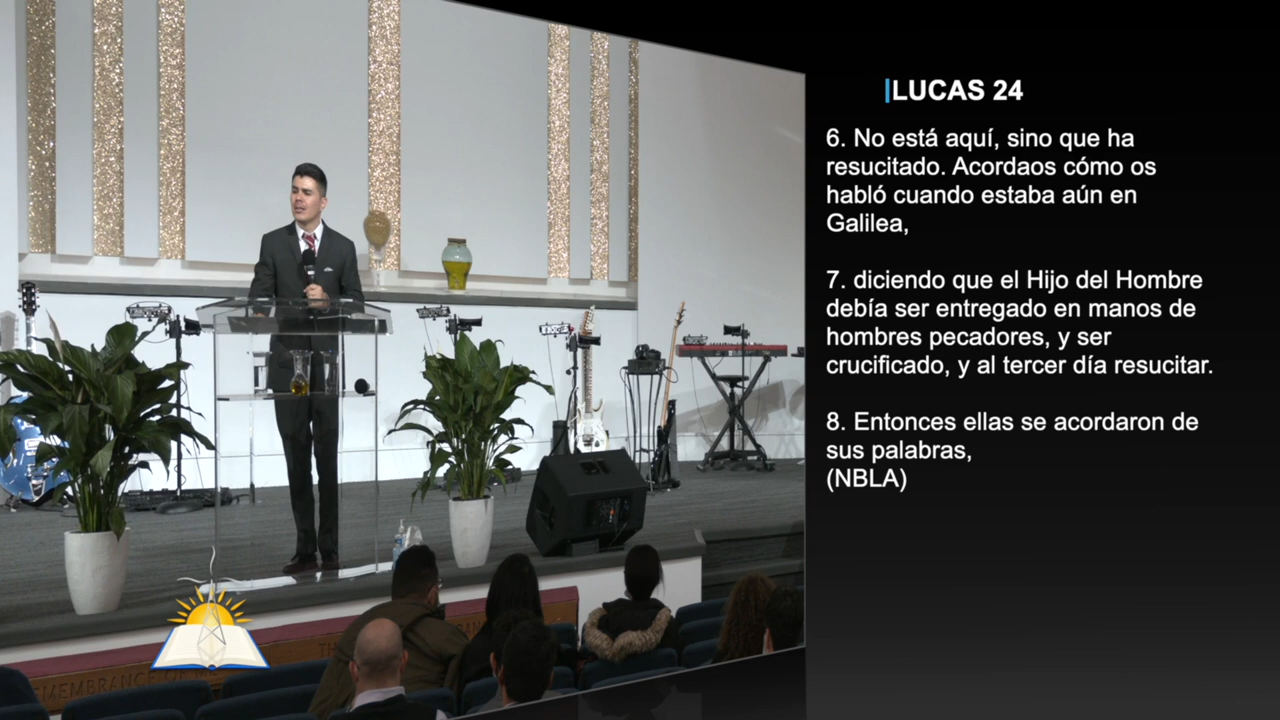 LUCAS 24
6. No está aquí, sino que ha
resucitado. Acordaos cómo os
habló cuando estaba aún en
Galilea,
7. diciendo que el Hijo del Hombre
debía ser entregado en manos de
hombres pecadores, y ser
crucificado, y al tercer día resucitar.
8. Entonces ellas se acordaron de
sus palabras,
(NBLA)